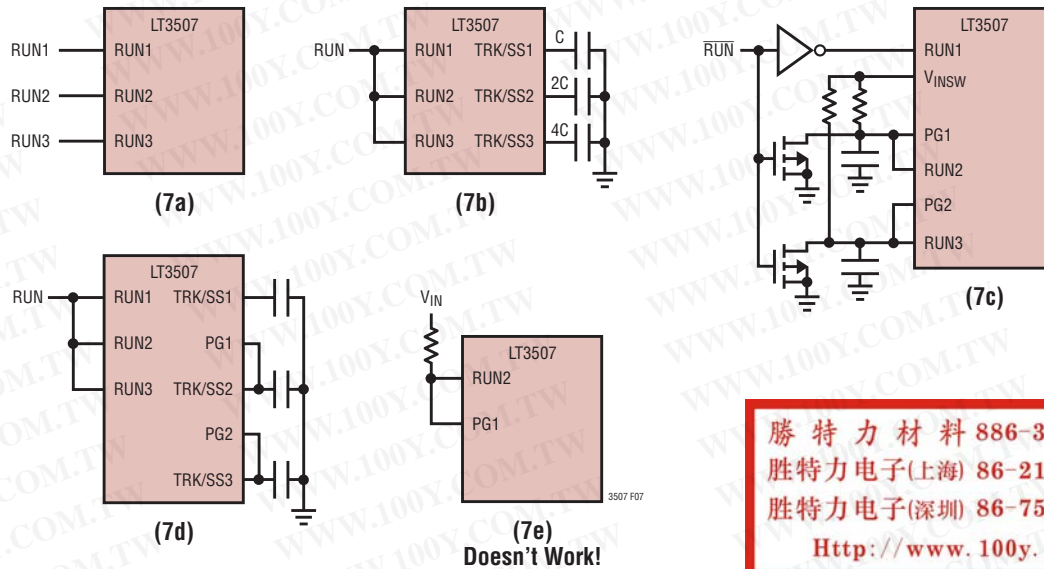 LT3507
RUN1 RUN1
RUN2 RUN2
RUN3 RUN3
(7a)
LT3507
RUN RUN1 TRK/SS1 C
RUN2 TRK/SS2 2C
RUN3 TRK/SS3 4C
(7b)
LT3507
RUN RUN1
VINSW
PG1
RUN2
PG2
RUN3
(7c)
LT3507
RUN RUN1 TRK/SS1
RUN2 PG1
RUN3 TRK/SS2
PG2
TRK/SS3
(7d)
VIN
LT3507
RUN2
PG1
3507 F07
(7e)
Doesn't Work!
勝 特 力 材 料 886-3
胜特力电子(上海) 86-21
胜特力电子(深圳) 86-75
Http://www.100y.
WWW.100Y.COM.TW